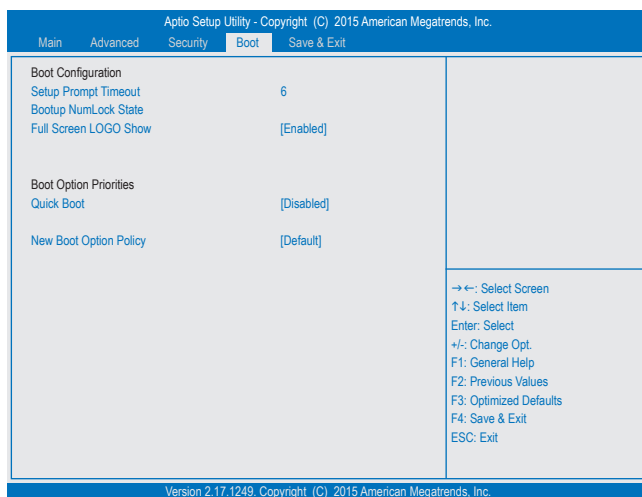 Aptio Setup Utility - Copyright (C) 2015 American Megatrends, Inc.
Main Advanced Security Boot Save & Exit
Boot Configuration
Setup Prompt Timeout 6
Bootup NumLock State
Full Screen LOGO Show [Enabled]
Boot Option Priorities
Quick Boot [Disabled]
New Boot Option Policy [Default]
→←: Select Screen
↑↓: Select Item
Enter: Select
+/-: Change Opt.
F1: General Help
F2: Previous Values
F3: Optimized Defaults
F4: Save & Exit
ESC: Exit
Version 2.17.1249. Copyright (C) 2015 American Megatrends, Inc.